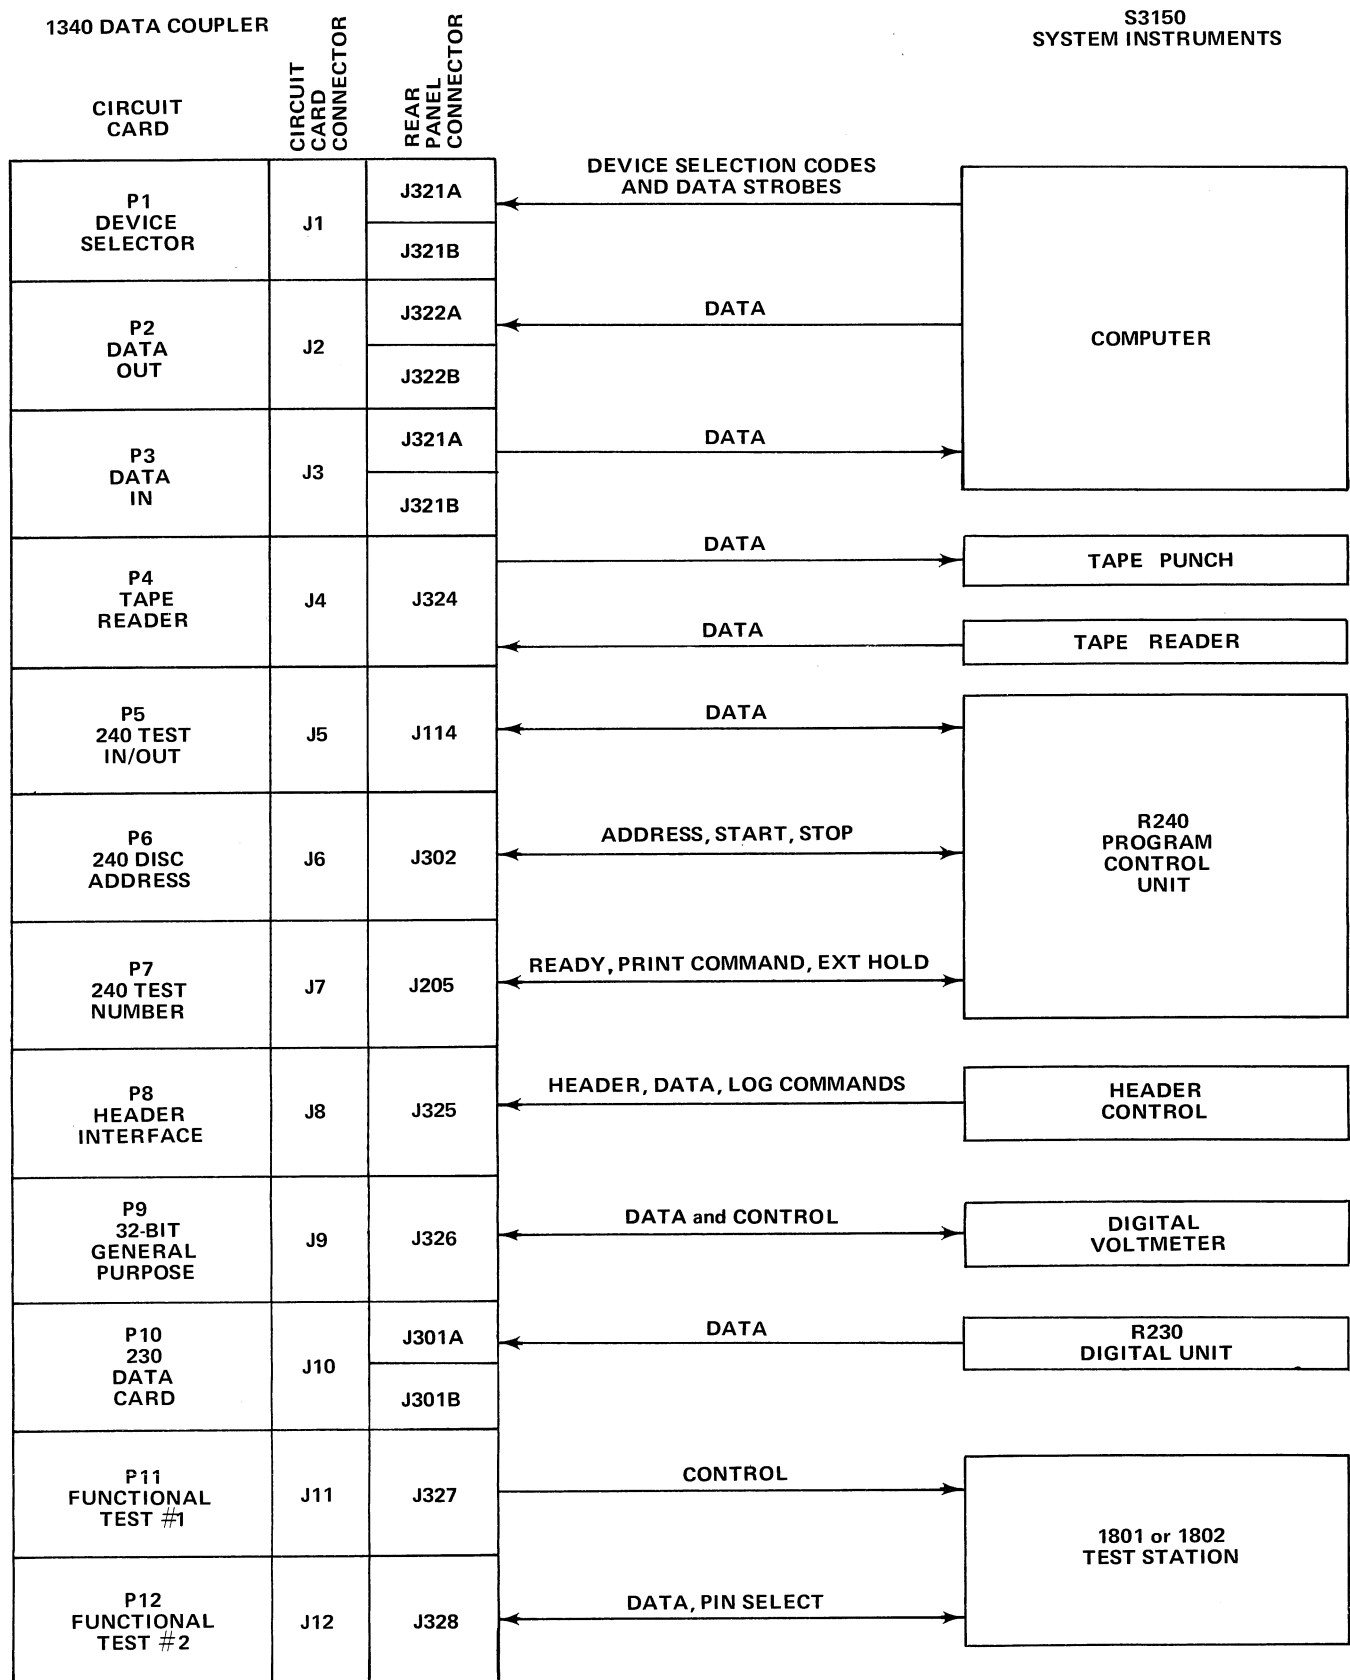 1340 DATA COUPLER
CIRCUIT
CARD
CIRCUIT
CARD
CONNECTOR
REAR
PANEL
CONNECTOR
S3150
SYSTEM INSTRUMENTS
P1
DEVICE
SELECTOR
J1
J321A
J321B
DEVICE SELECTION CODES
AND DATA STROBES
P2
DATA
OUT
J2
J322A
J322B
DATA
COMPUTER
P3
DATA
IN
J3
J321A
J321B
DATA
P4
TAPE
READER
J4
J324
DATA
TAPE PUNCH
DATA
TAPE READER
P5
240 TEST
IN/OUT
J5
J114
DATA
P6
240 DISC
ADDRESS
J6
J302
ADDRESS, START, STOP
R240
PROGRAM
CONTROL
UNIT
P7
240 TEST
NUMBER
J7
J205
READY, PRINT COMMAND, EXT HOLD
P8
HEADER
INTERFACE
J8
J325
HEADER, DATA, LOG COMMANDS
HEADER
CONTROL
P9
32-BIT
GENERAL
PURPOSE
J9
J326
DATA and CONTROL
DIGITAL
VOLTMETER
P10
230
DATA
CARD
J10
J301A
J301B
DATA
R230
DIGITAL UNIT
P11
FUNCTIONAL
TEST #1
J11
J327
CONTROL
1801 or 1802
TEST STATION
P12
FUNCTIONAL
TEST #2
J12
J328
DATA, PIN SELECT